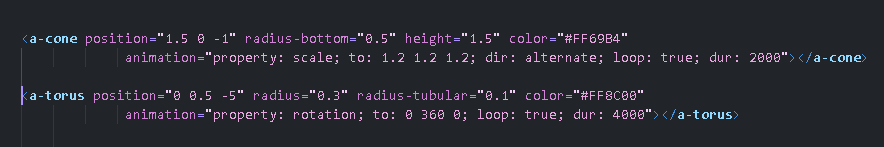 <a-cone position="1.5 0 -1" radius-bottom="0.5" height="1.5" color="#FF69B4"
animation="property: scale; to: 1.2 1.2 1.2; dir: alternate; loop: true; dur: 2000"></a-cone>
<a-torus position="0 0.5 -5" radius="0.3" radius-tubular="0.1" color="#FF8C00"
animation="property: rotation; to: 0 360 0; loop: true; dur: 4000"></a-torus>